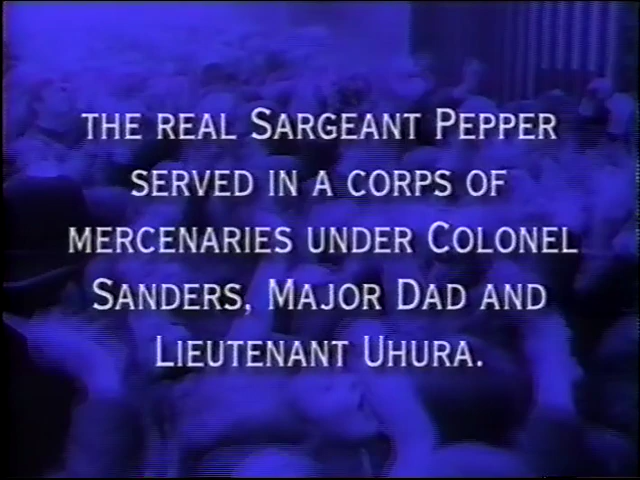 THE REAL SARGEANT PEPPER
SERVED IN A CORPS OF
MERCENARIES UNDER COLONEL
SANDERS, MAJOR DAD AND
LIEUTENANT UHURA.